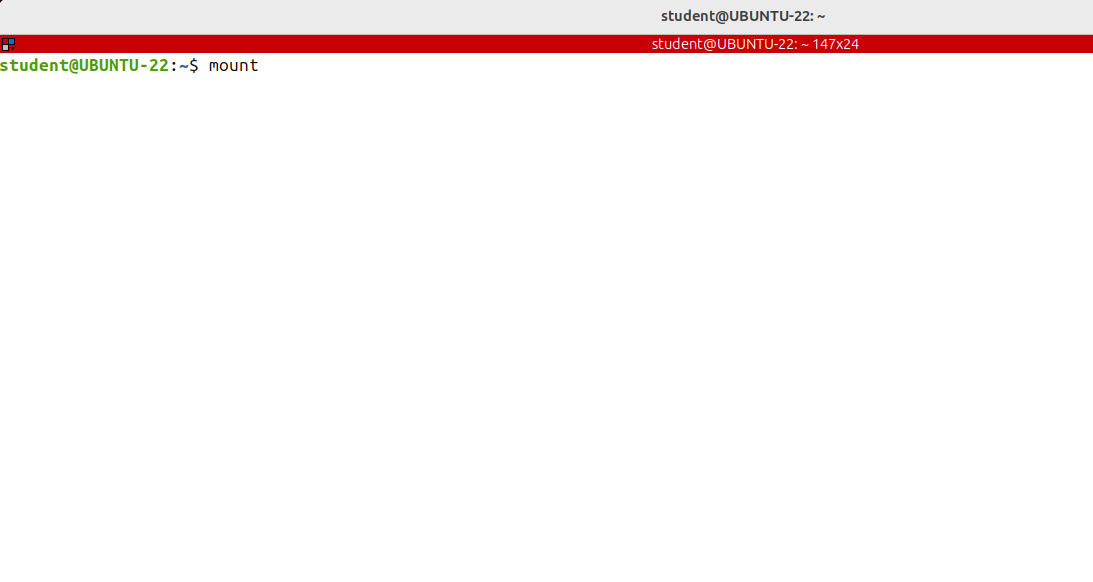 student@UBUNTU-22: ~
student@UBUNTU-22: ~ 147x24
student@UBUNTU-22:~$ mount